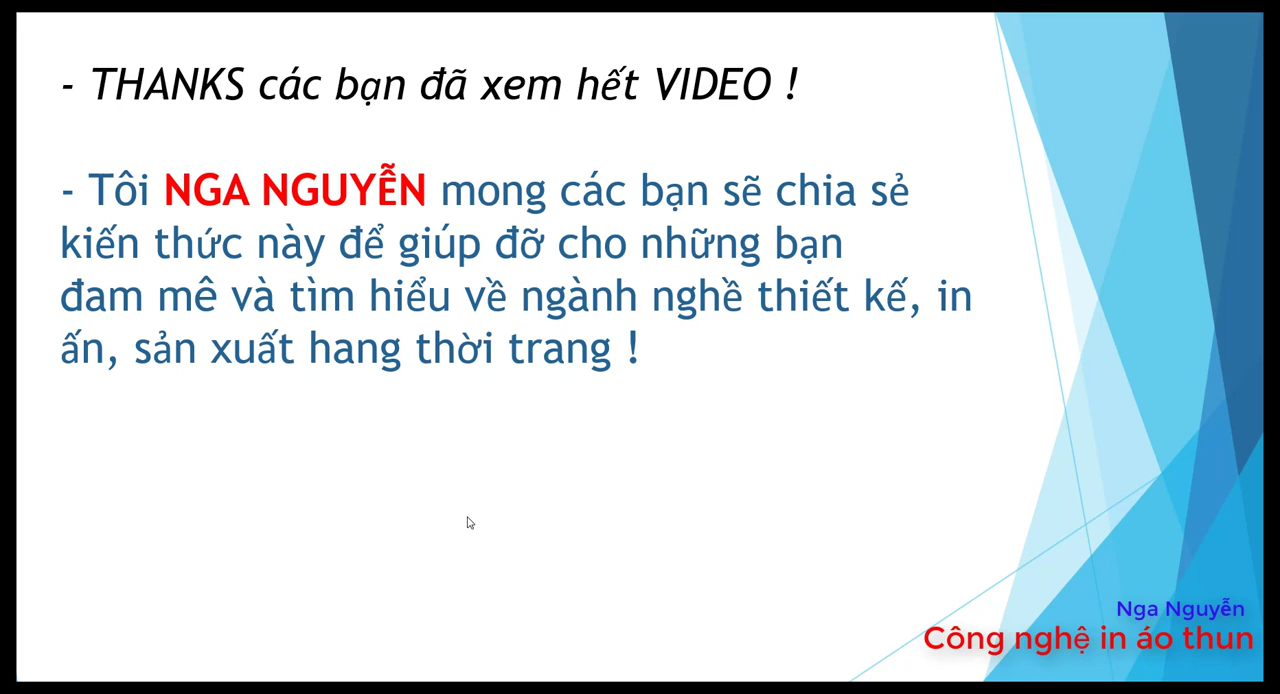 - THANKS các bạn đã xem hết VIDEO !
- Tôi NGA NGUYỄN mong các bạn sẽ chia sẻ
kiến thức này để giúp đỡ cho những bạn
đam mê và tìm hiểu về ngành nghề thiết kế, in
ấn, sản xuất hang thời trang !
Nga Nguyễn
Công nghệ in áo thun